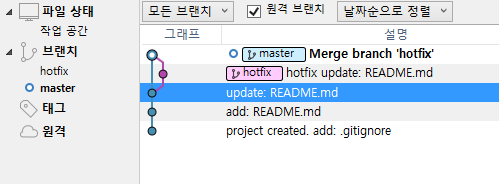 파일 상태
작업 공간
브랜치
hotfix
master
태그
원격
모든 브랜치
원격 브랜치
날짜순으로 정렬
그래프 설명
master Merge branch 'hotfix'
hotfix hotfix update: README.md
update: README.md
add: README.md
project created. add: .gitignore